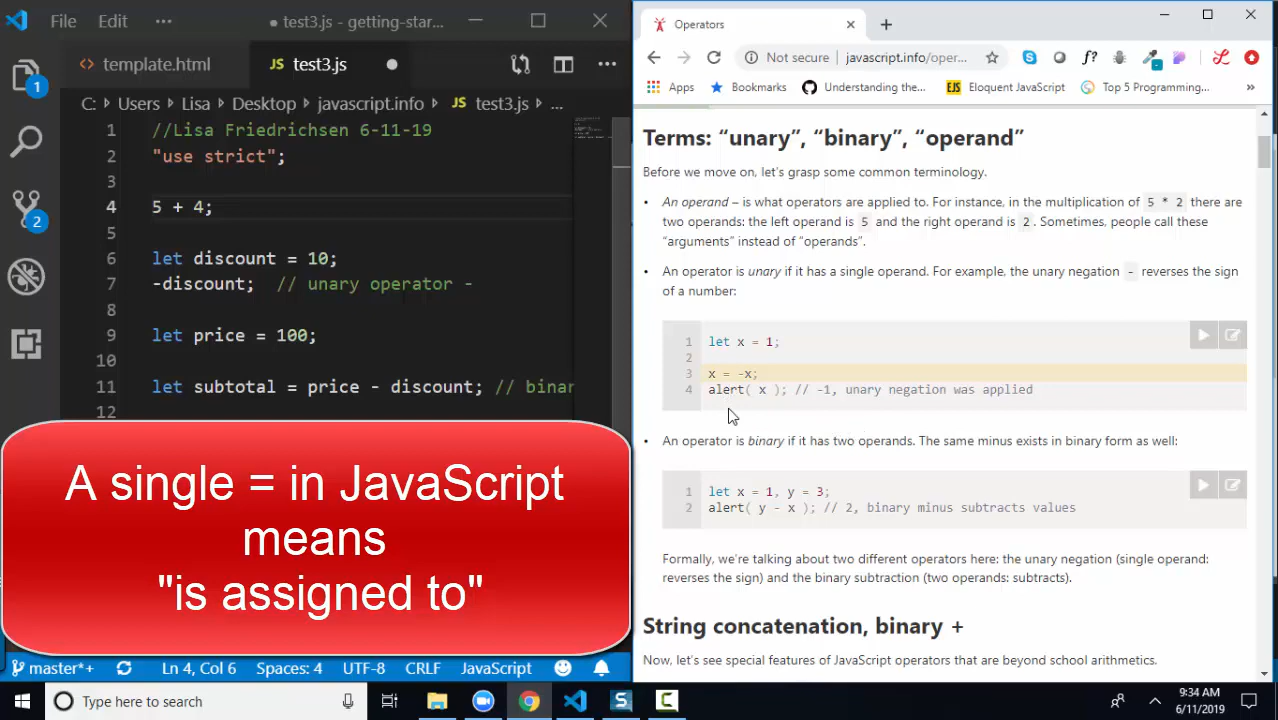 File Edit ··· ● test3.js - getting-star...
template.html test3.js
C: > Users > Lisa > Desktop > javascript.info > JS test3.js > ...
1 //Lisa Friedrichsen 6-11-19
2 "use strict";
3
4 5 + 4;
5
6 let discount = 10;
7 -discount; // unary operator -
8
9 let price = 100;
10
11 let subtotal = price - discount; // binar
12
1
2
A single = in JavaScript
means
"is assigned to"
master*+ Ln 4, Col 6 Spaces: 4 UTF-8 CRLF JavaScript
Operators
Not secure | javascript.info/oper...
Apps Bookmarks Understanding the ... EJS Eloquent JavaScript Top 5 Programming... »
Terms: “unary”, “binary”, “operand”
Before we move on, let’s grasp some common terminology.
• An operand – is what operators are applied to. For instance, in the multiplication of 5 * 2 there are
two operands: the left operand is 5 and the right operand is 2. Sometimes, people call these
“arguments” instead of “operands”.
• An operator is unary if it has a single operand. For example, the unary negation - reverses the sign
of a number:
1 let x = 1;
2
3 x = -x;
4 alert( x ); // -1, unary negation was applied
• An operator is binary if it has two operands. The same minus exists in binary form as well:
1 let x = 1, y = 3;
2 alert( y - x ); // 2, binary minus subtracts values
Formally, we’re talking about two different operators here: the unary negation (single operand:
reverses the sign) and the binary subtraction (two operands: subtracts).
String concatenation, binary +
Now, let’s see special features of JavaScript operators that are beyond school arithmetics.
Type here to search
9:34 AM
6/11/2019